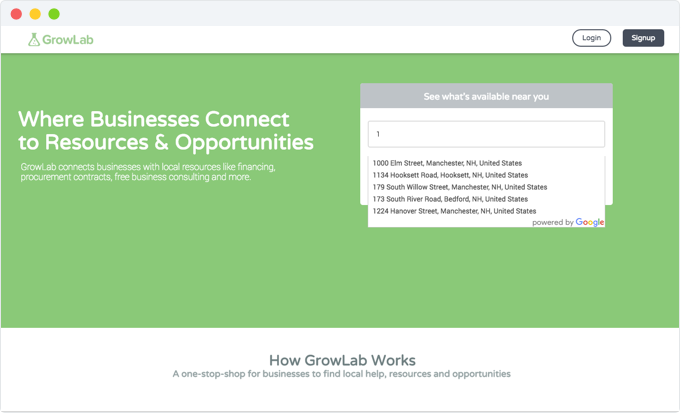 GrowLab
Login
Signup
Where Businesses Connect
to Resources & Opportunities
GrowLab connects businesses with local resources like financing,
procurement contracts, free business consulting and more.
See what's available near you
1
1000 Elm Street, Manchester, NH, United States
1134 Hooksett Road, Hooksett, NH, United States
179 South Willow Street, Manchester, NH, United States
173 South River Road, Bedford, NH, United States
1224 Hanover Street, Manchester, NH, United States
powered by Google
How GrowLab Works
A one-stop-shop for businesses to find local help, resources and opportunities